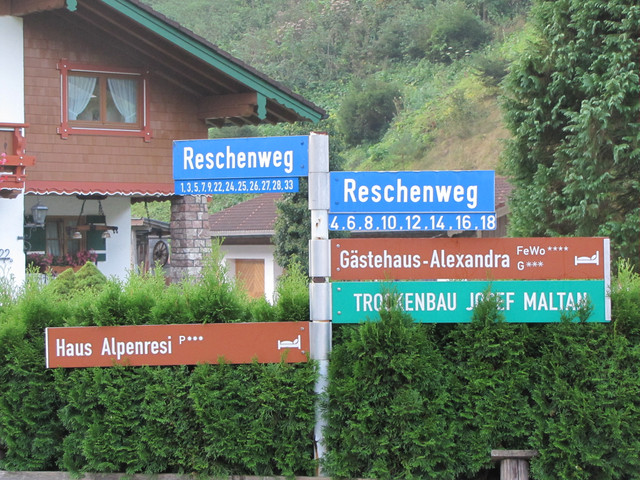 Reschenweg
1,3,5,7,9,22,24,25,26,27,28,33
Reschenweg
4,6,8,10,12,14,16,18
Gästehaus-Alexandra FeWo****
G***
TROCKENBAU JOSEF MALTAN
Haus Alpenresi P•••
22